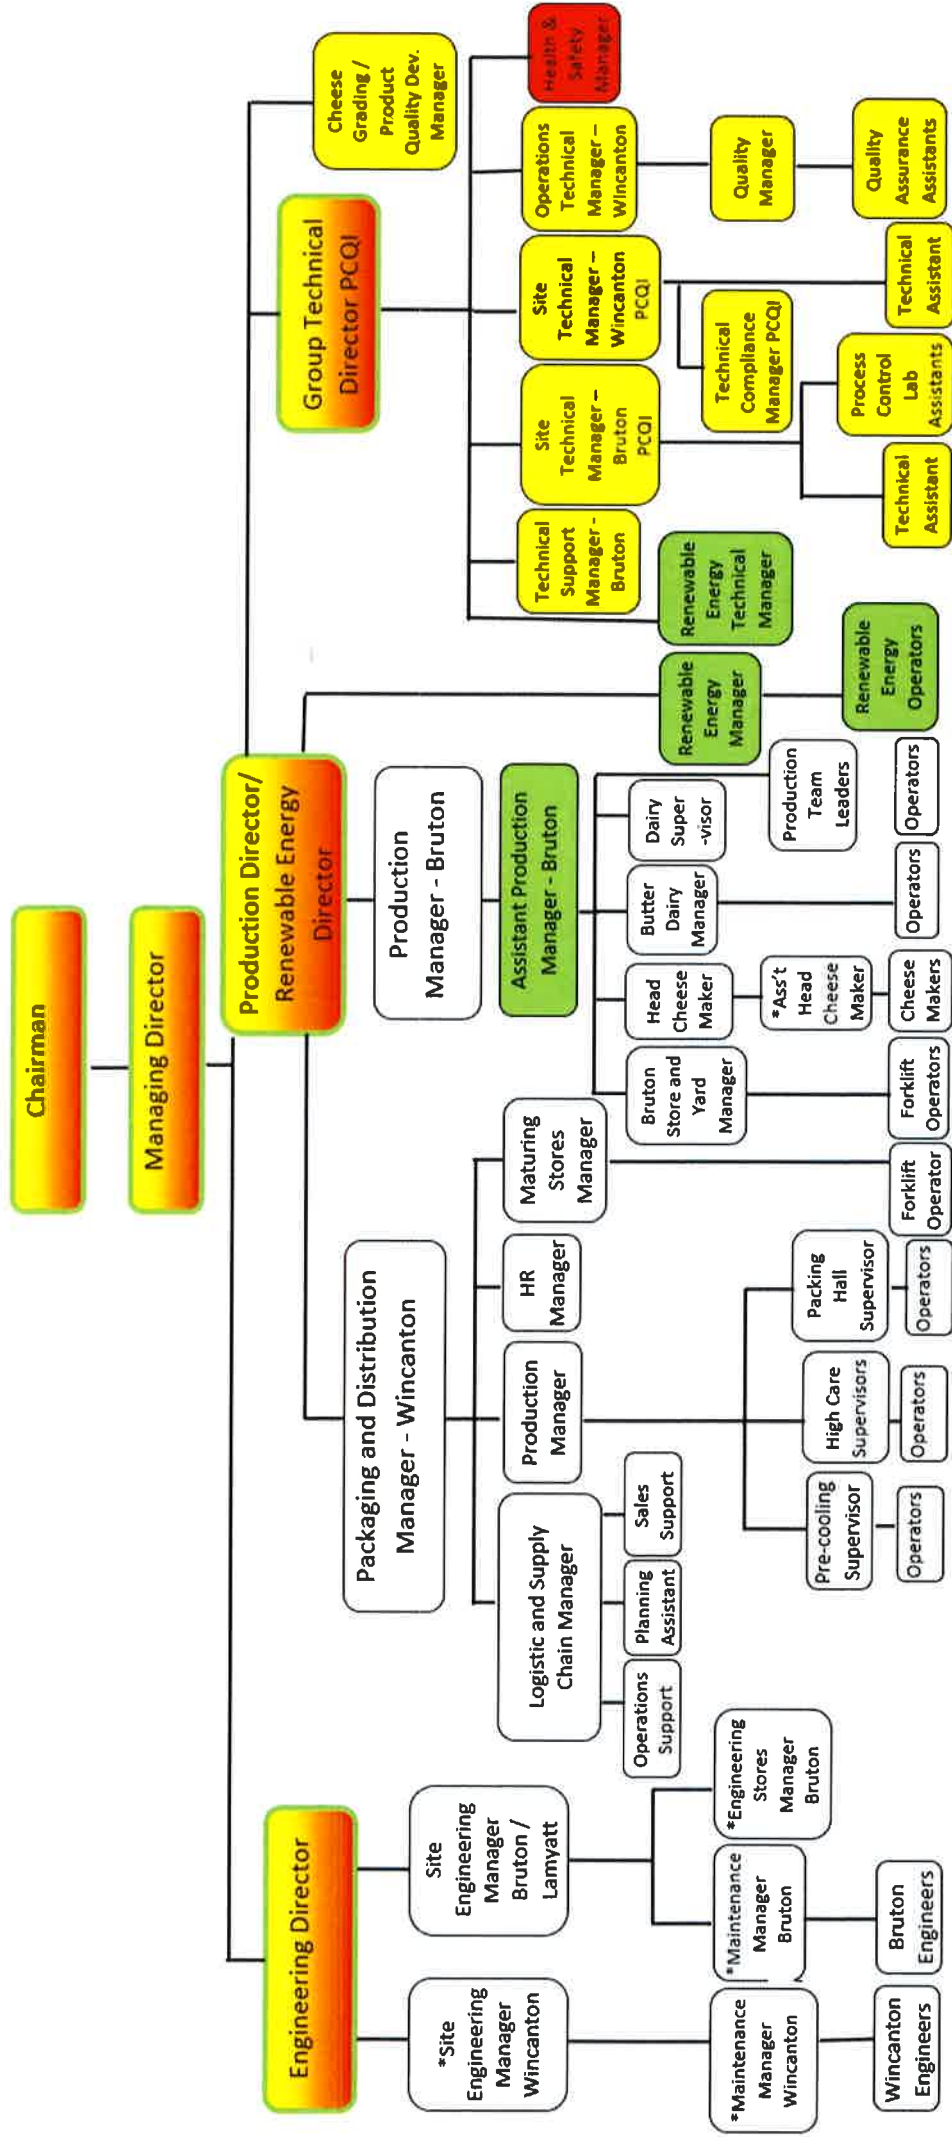 Chairman
Managing Director
Production Director/
Renewable Energy
Director
Engineering Director
Group Technical
Director PCQI
Cheese
Grading /
Product
Quality Dev.
Manager
*Site
Engineering
Manager
Wincanton
Site
Engineering
Manager
Bruton /
Lamyatt
*Maintenance
Manager
Wincanton
*Maintenance
Manager
Bruton
*Engineering
Stores
Manager
Bruton
Wincanton
Engineers
Bruton
Engineers
Packaging and Distribution
Manager - Wincanton
Logistic and Supply
Chain Manager
Production
Manager
HR
Manager
Maturing
Stores
Manager
Operations
Support
Planning
Assistant
Sales
Support
Pre-cooling
Supervisor
High Care
Supervisors
Packing
Hall
Supervisor
Operators
Operators
Operators
Forklift
Operator
Production
Manager - Bruton
Assistant Production
Manager - Bruton
Bruton
Store and
Yard
Manager
Head
Cheese
Maker
Butter
Dairy
Manager
Dairy
Super
-visor
*Ass't
Head
Cheese
Maker
Production
Team
Leaders
Forklift
Operators
Cheese
Makers
Operators
Operators
Renewable
Energy
Manager
Renewable
Energy
Operators
Renewable
Energy
Technical
Manager
Technical
Support
Manager -
Bruton
Site
Technical
Manager –
Bruton
PCQI
Site
Technical
Manager –
Wincanton
PCQI
Operations
Technical
Manager –
Wincanton
Health &
Safety
Manager
Technical
Compliance
Manager PCQI
Quality
Manager
Technical
Assistant
Process
Control
Lab
Assistants
Technical
Assistant
Quality
Assurance
Assistants